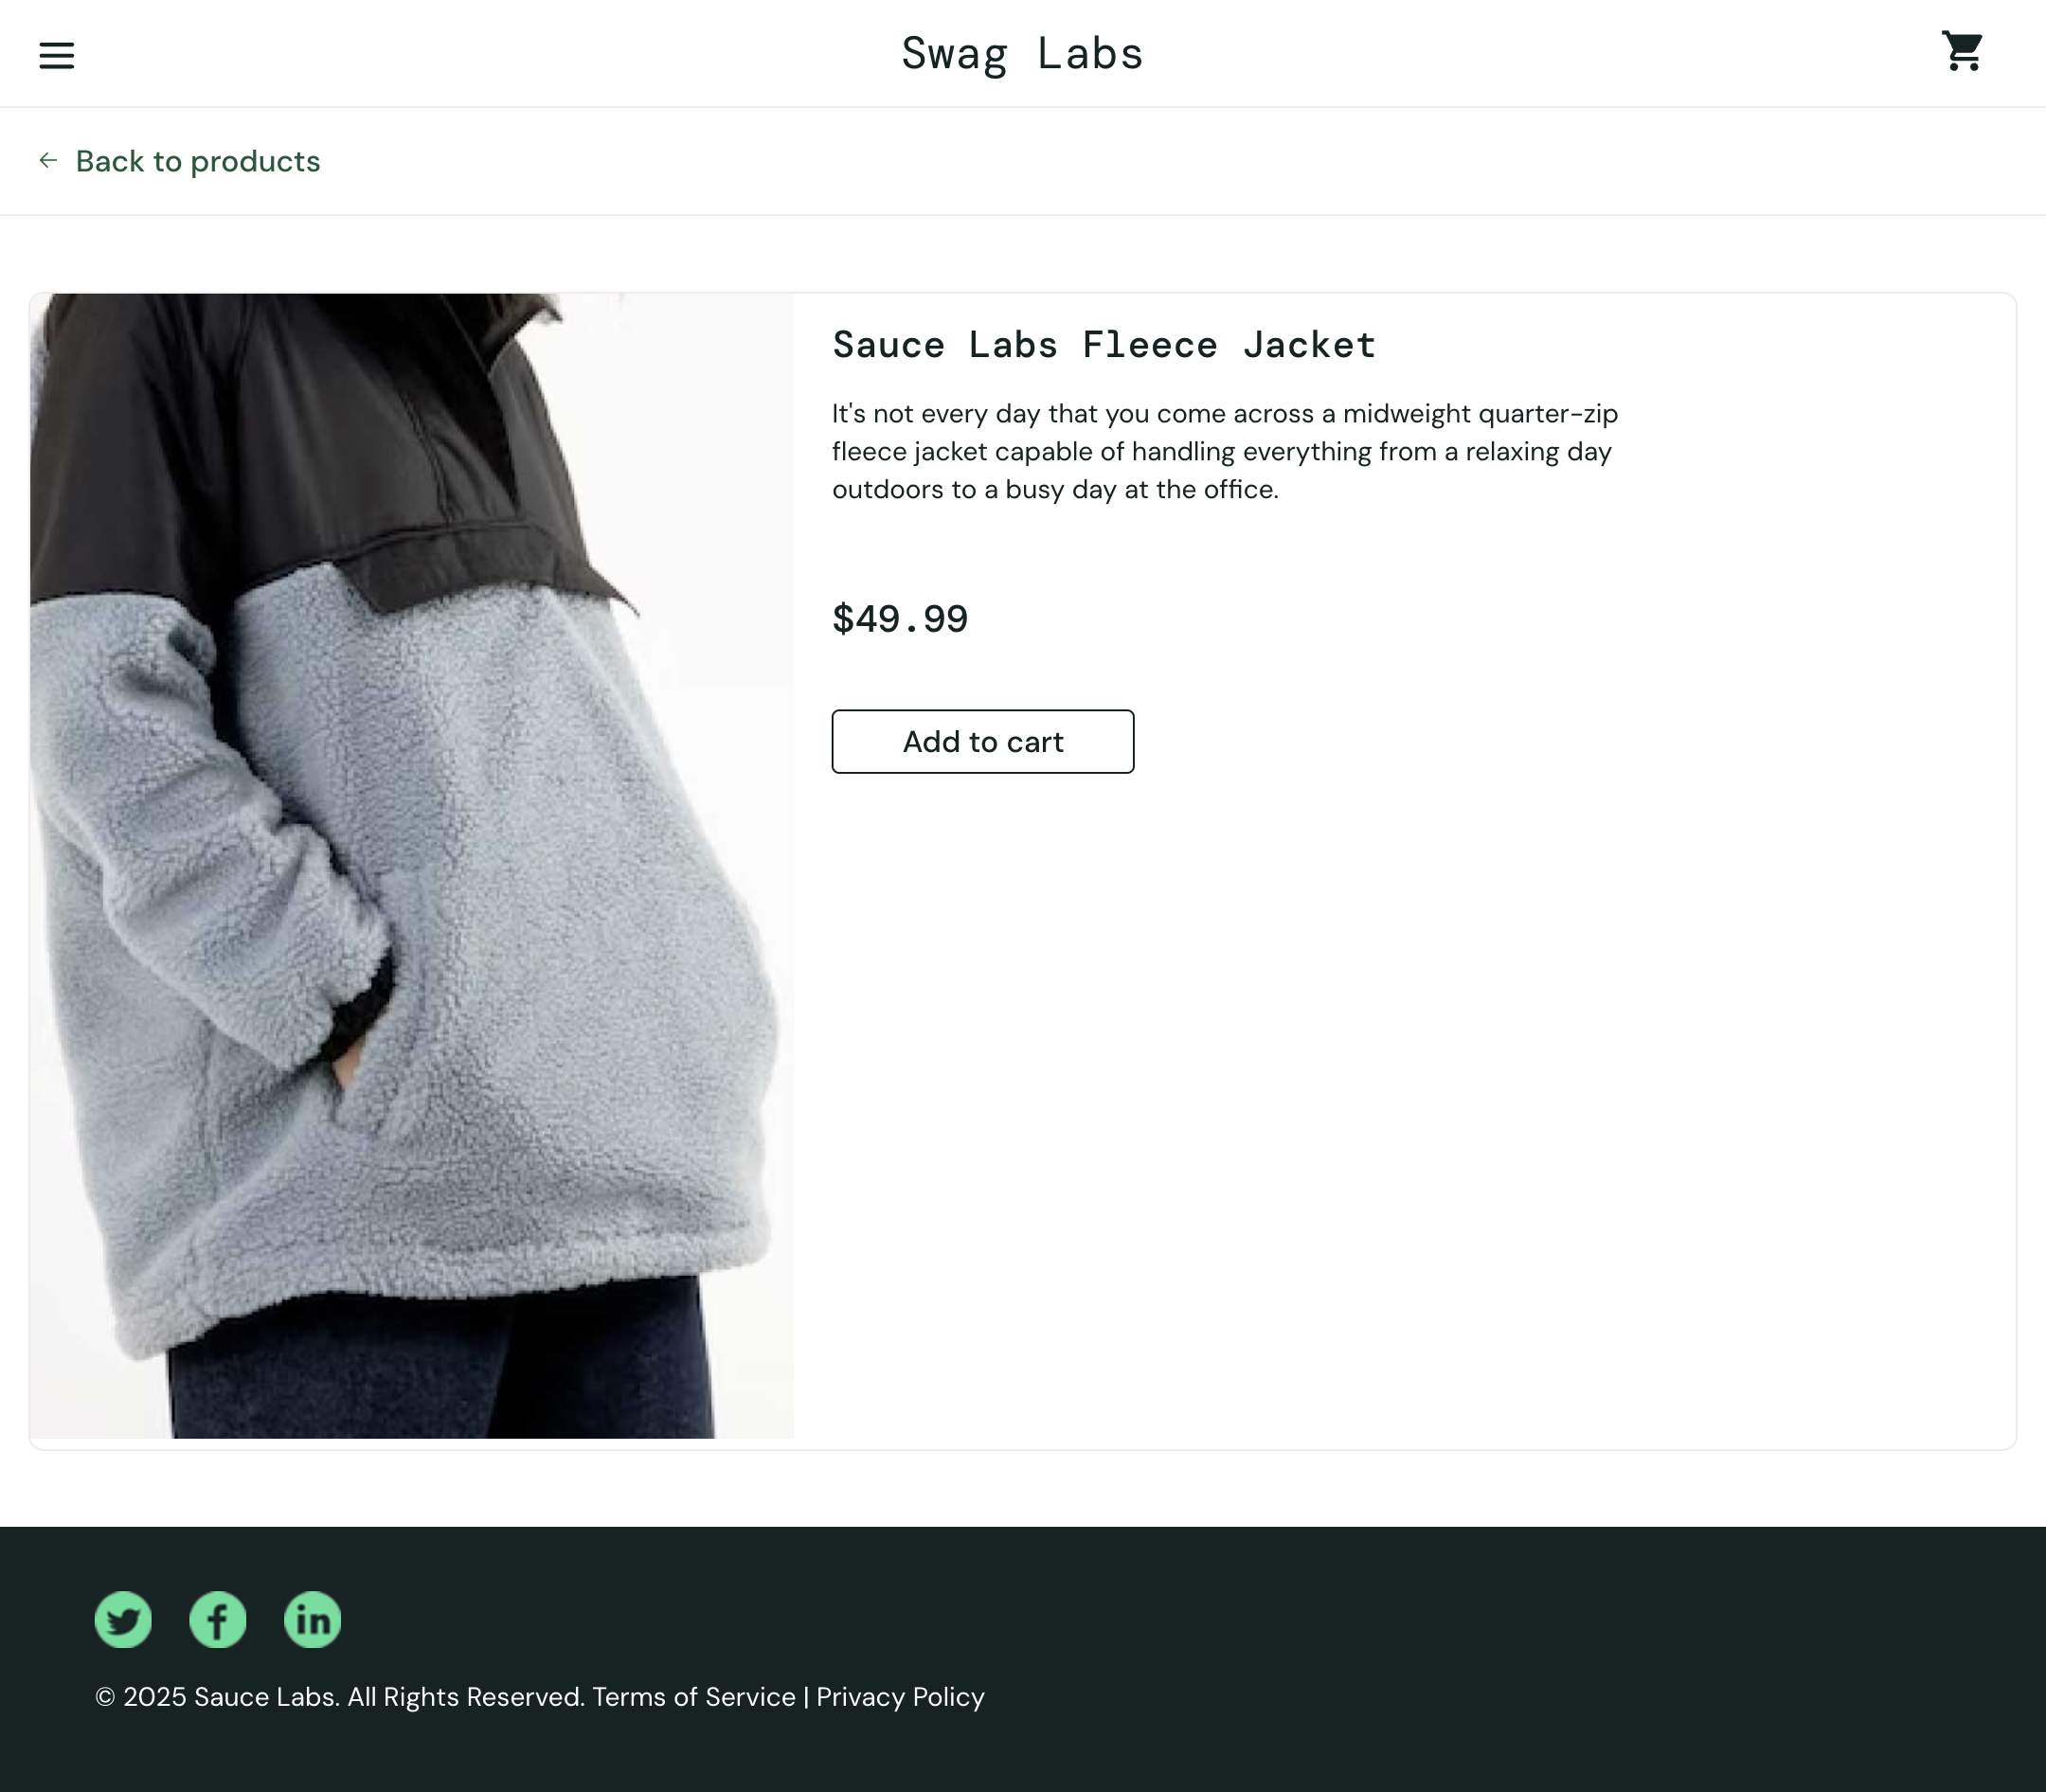 Swag Labs
Back to products
Sauce Labs Fleece Jacket
It's not every day that you come across a midweight quarter-zip
fleece jacket capable of handling everything from a relaxing day
outdoors to a busy day at the office.
$49.99
Add to cart
© 2025 Sauce Labs. All Rights Reserved. Terms of Service | Privacy Policy